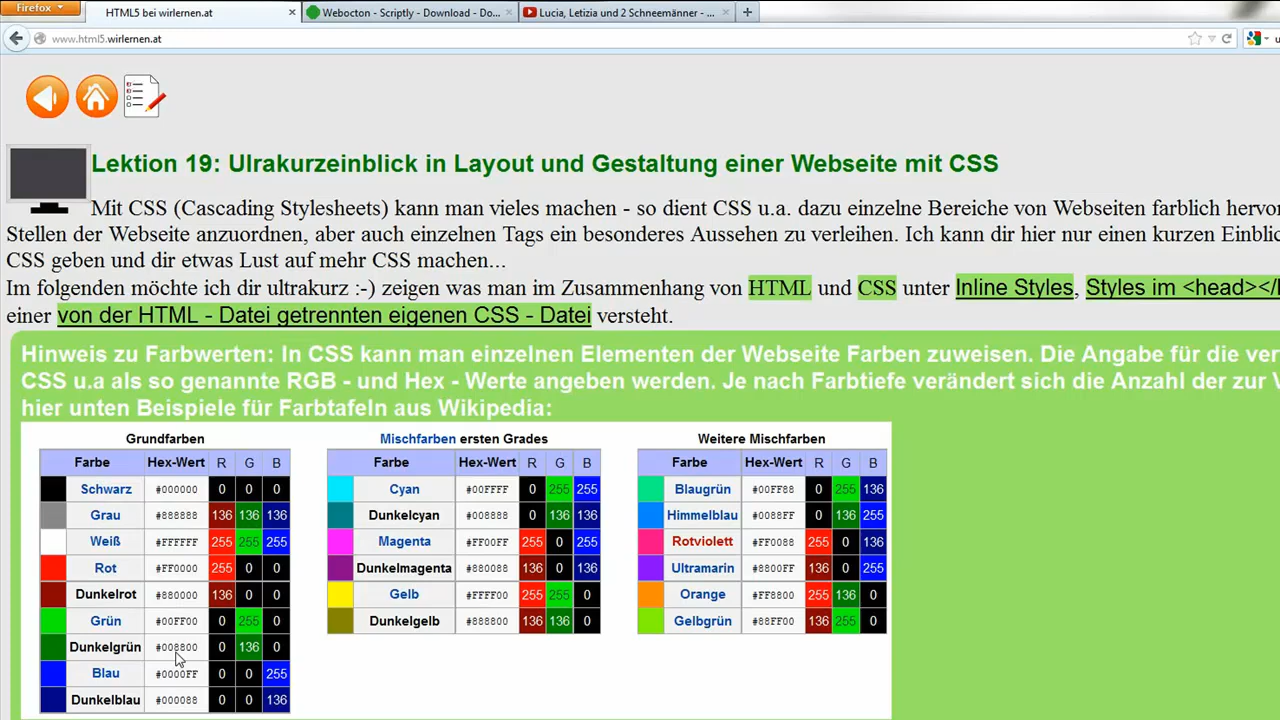 Firefox
HTML5 bei wirlernen.at
Webocton - Scriptly - Download - Do...
Lucia, Letizia und 2 Schneemänner - ...
www.html5.wirlernen.at
Lektion 19: Ulrakurzeinblick in Layout und Gestaltung einer Webseite mit CSS
Mit CSS (Cascading Stylesheets) kann man vieles machen - so dient CSS u.a. dazu einzelne Bereiche von Webseiten farblich hervor
Stellen der Webseite anzuordnen, aber auch einzelnen Tags ein besonderes Aussehen zu verleihen. Ich kann dir hier nur einen kurzen Einblic
CSS geben und dir etwas Lust auf mehr CSS machen...
Im folgenden möchte ich dir ultrakurz :-) zeigen was man im Zusammenhang von HTML und CSS unter Inline Styles, Styles im <head></
einer von der HTML - Datei getrennten eigenen CSS - Datei versteht.
Hinweis zu Farbwerten: In CSS kann man einzelnen Elementen der Webseite Farben zuweisen. Die Angabe für die ver
CSS u.a als so genannte RGB - und Hex - Werte angeben werden. Je nach Farbtiefe verändert sich die Anzahl der zur
hier unten Beispiele für Farbtafeln aus Wikipedia:
Grundfarben Mischfarben ersten Grades Weitere Mischfarben
Farbe Hex-Wert R G B Farbe Hex-Wert R G B Farbe Hex-Wert R G B
Schwarz #000000 0 0 0 Cyan #00FFFF 0 255 255 Blaugrün #00FF88 0 255 136
Grau #888888 136 136 136 Dunkelcyan #008888 0 136 136 Himmelblau #0088FF 0 136 255
Weiß #FFFFFF 255 255 255 Magenta #FF00FF 255 0 255 Rotviolett #FF0088 255 0 136
Rot #FF0000 255 0 0 Dunkelmagenta #880088 136 0 136 Ultramarin #8800FF 136 0 255
Dunkelrot #880000 136 0 0 Gelb #FFFF00 255 255 0 Orange #FF8800 255 136 0
Grün #00FF00 0 255 0 Dunkelgelb #888800 136 136 0 Gelbgrün #88FF00 136 255 0
Dunkelgrün #008800 0 136 0
Blau #0000FF 0 0 255
Dunkelblau #000088 0 0 136